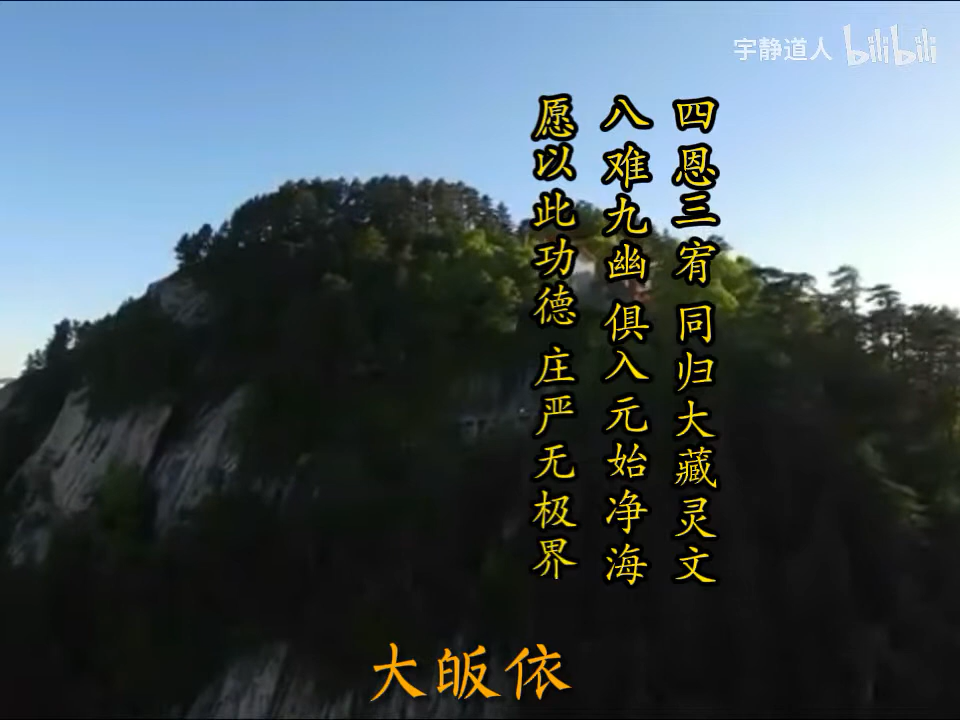 宇静道人 bilibili
四恩三宥 同归大藏灵文
八难九幽 俱入元始净海
愿以此功德 庄严无极界
大皈依